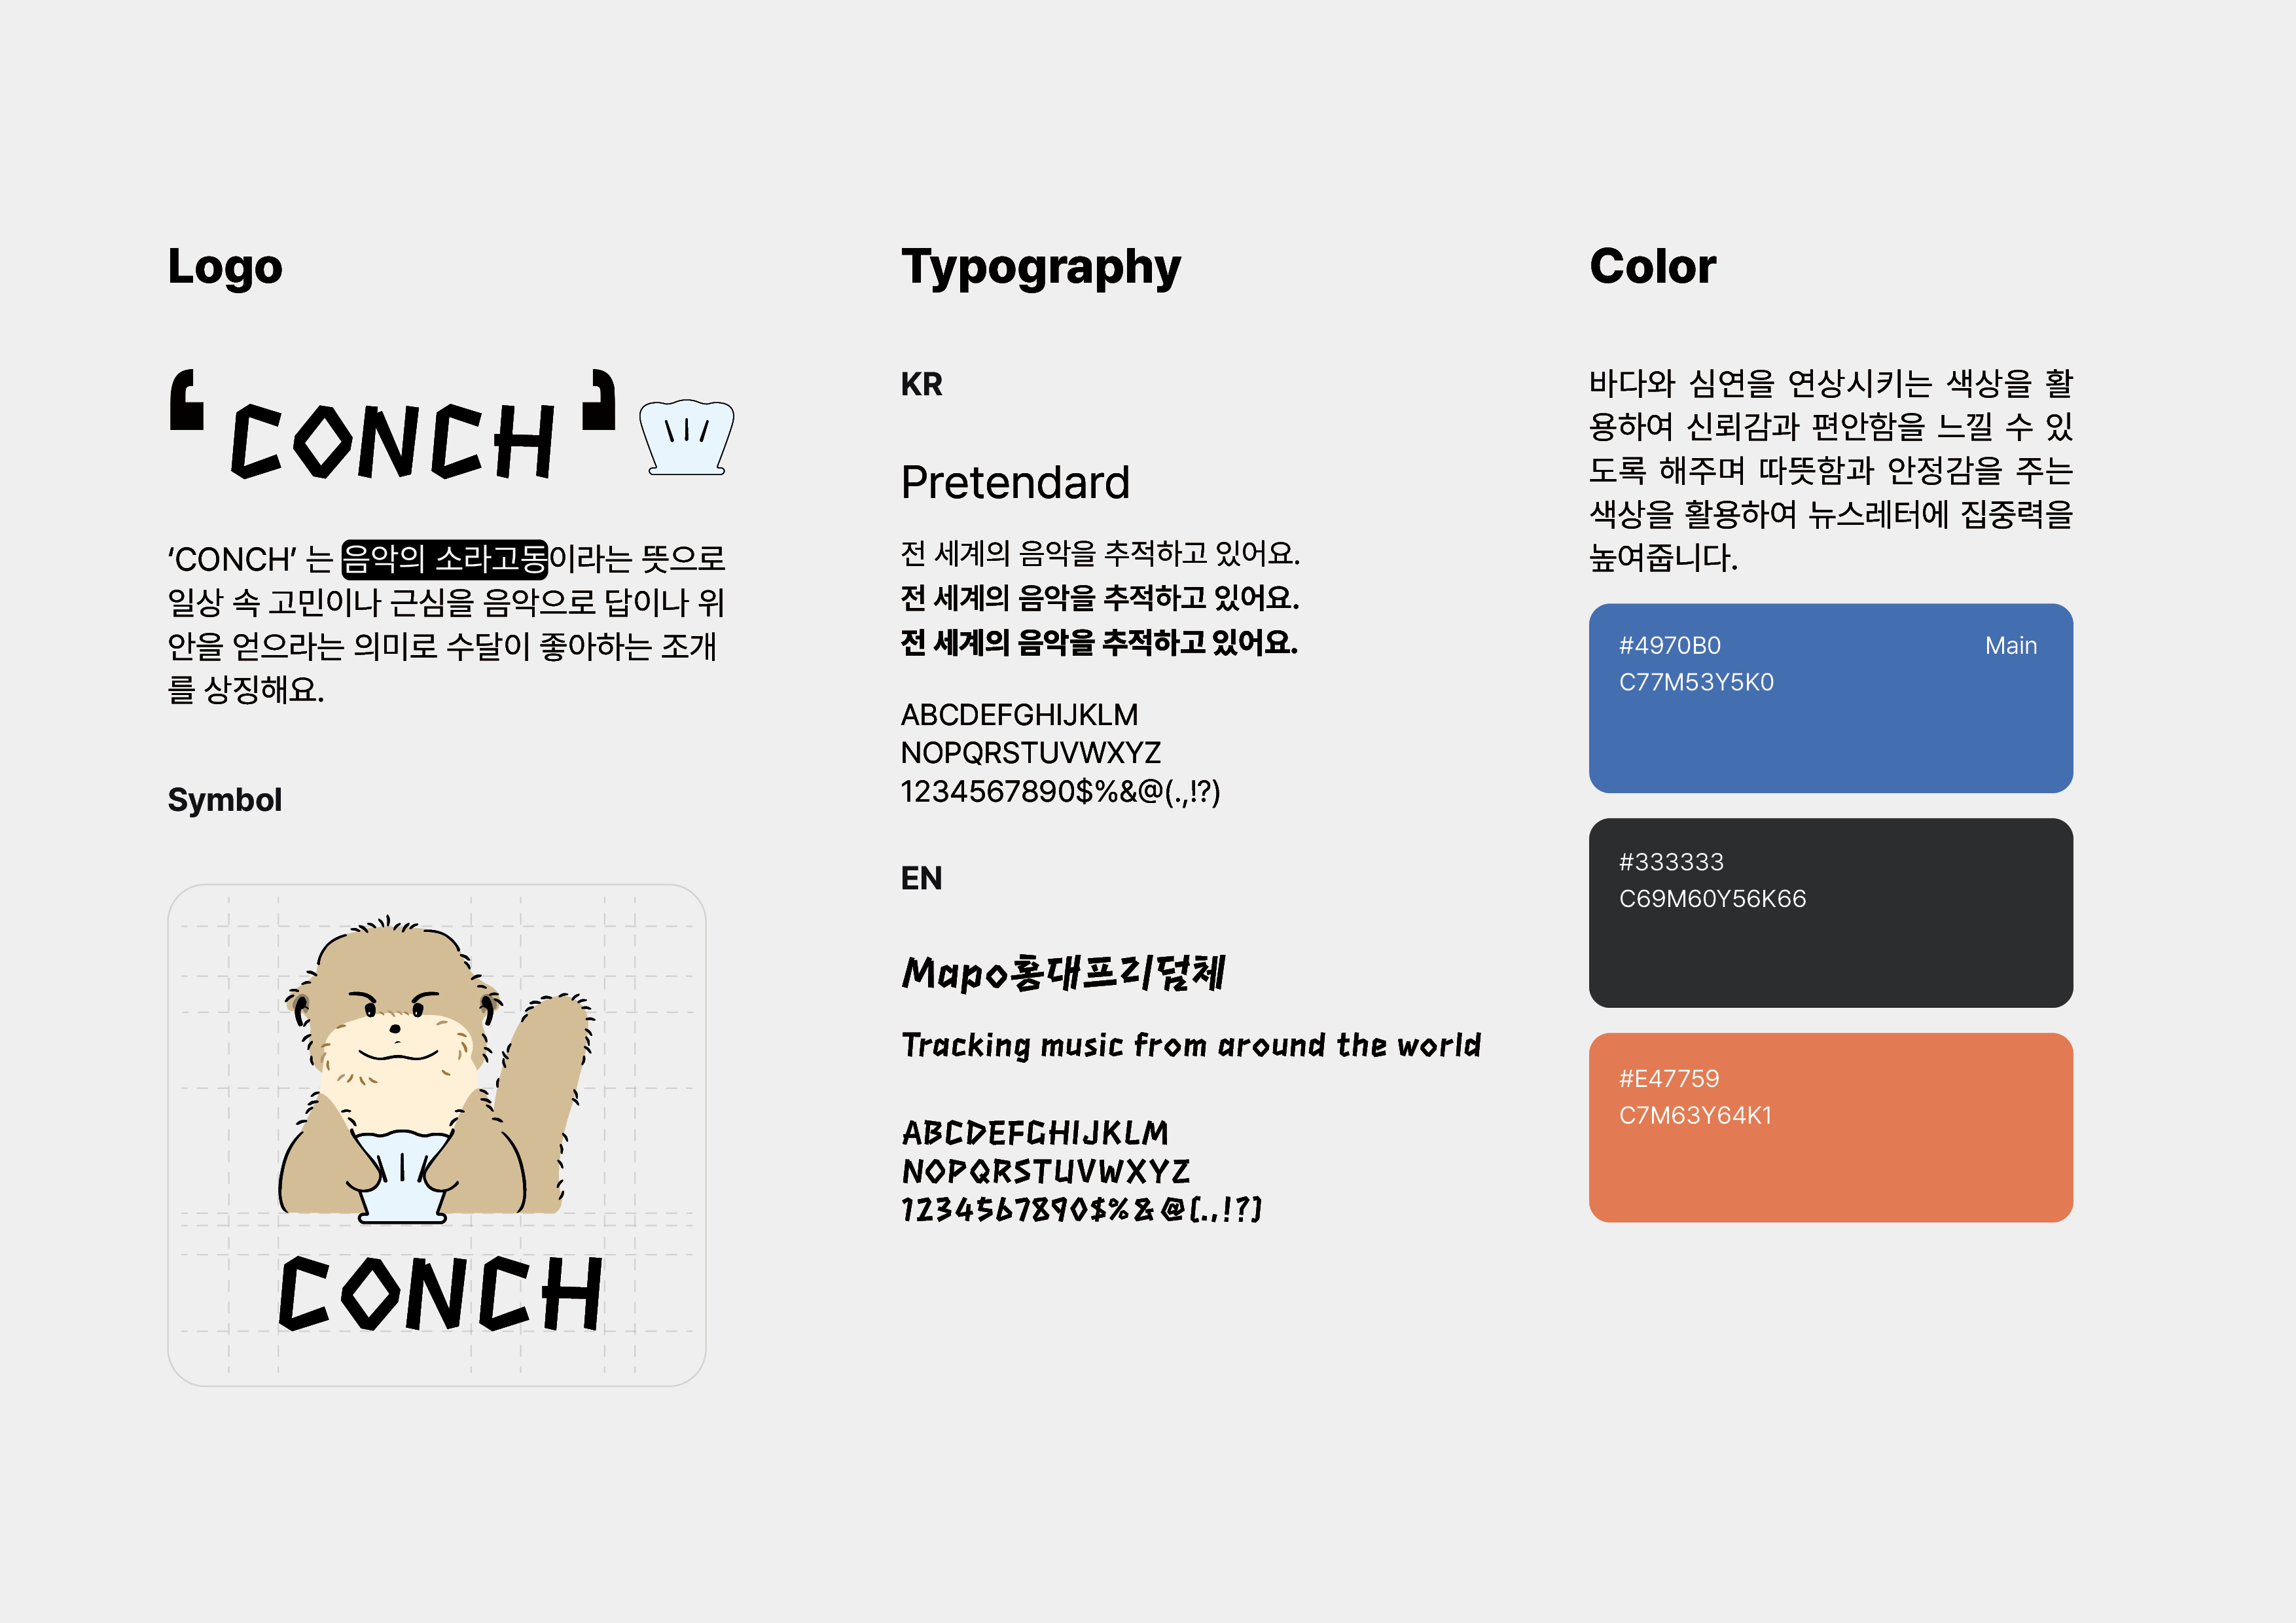 Logo
‘CONCH’
‘CONCH’ 는 음악의 소라고동이라는 뜻으로
일상 속 고민이나 근심을 음악으로 답이나 위
안을 얻으라는 의미로 수달이 좋아하는 조개
를 상징해요.
Symbol
CONCH
Typography
KR
Pretendard
전 세계의 음악을 추적하고 있어요.
전 세계의 음악을 추적하고 있어요.
전 세계의 음악을 추적하고 있어요.
ABCDEFGHIJKLM
NOPQRSTUVWXYZ
1234567890$%&@(.,!?)
EN
Mapo홍대프리덤체
Tracking music from around the world
ABCDEFGHIJKLM
NOPQRSTUVWXYZ
1234567890$%&@(.,!?)
Color
바다와 심연을 연상시키는 색상을 활
용하여 신뢰감과 편안함을 느낄 수 있
도록 해주며 따뜻함과 안정감을 주는
색상을 활용하여 뉴스레터에 집중력을
높여줍니다.
#4970B0 Main
C77M53Y5K0
#333333
C69M60Y56K66
#E47759
C7M63Y64K1